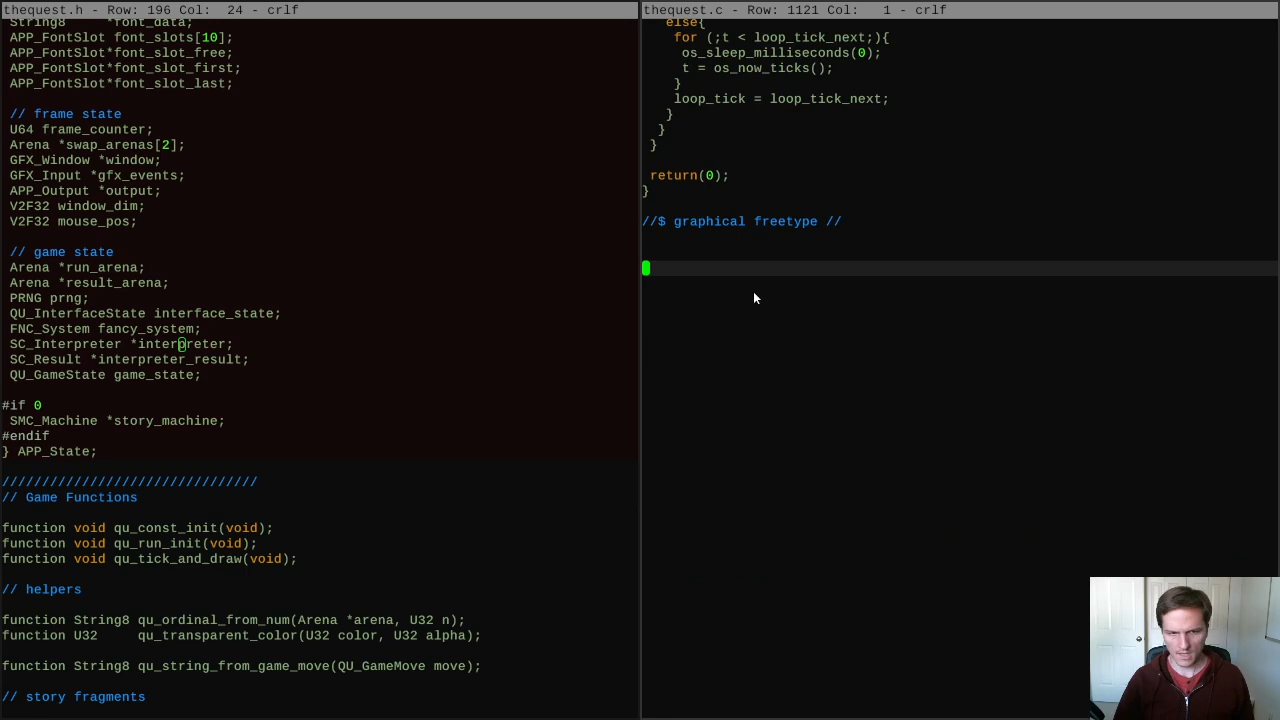 thequest.h - Row: 196 Col:  24 - crlf
String8     *font_data;
APP_FontSlot font_slots[10];
APP_FontSlot*font_slot_free;
APP_FontSlot*font_slot_first;
APP_FontSlot*font_slot_last;
// frame state
U64 frame_counter;
Arena *swap_arenas[2];
GFX_Window *window;
GFX_Input *gfx_events;
APP_Output *output;
V2F32 window_dim;
V2F32 mouse_pos;
// game state
Arena *run_arena;
Arena *result_arena;
PRNG prng;
QU_InterfaceState interface_state;
FNC_System fancy_system;
SC_Interpreter *interpreter;
SC_Result *interpreter_result;
QU_GameState game_state;
#if 0
SMC_Machine *story_machine;
#endif
} APP_State;
////////////////////////////////
// Game Functions
function void qu_const_init(void);
function void qu_run_init(void);
function void qu_tick_and_draw(void);
// helpers
function String8 qu_ordinal_from_num(Arena *arena, U32 n);
function U32     qu_transparent_color(U32 color, U32 alpha);
function String8 qu_string_from_game_move(QU_GameMove move);
// story fragments
thequest.c - Row: 1121 Col:   1 - crlf
else{
for (;t < loop_tick_next;){
os_sleep_milliseconds(0);
t = os_now_ticks();
}
loop_tick = loop_tick_next;
}
}
}
return(0);
}
//$ graphical freetype //